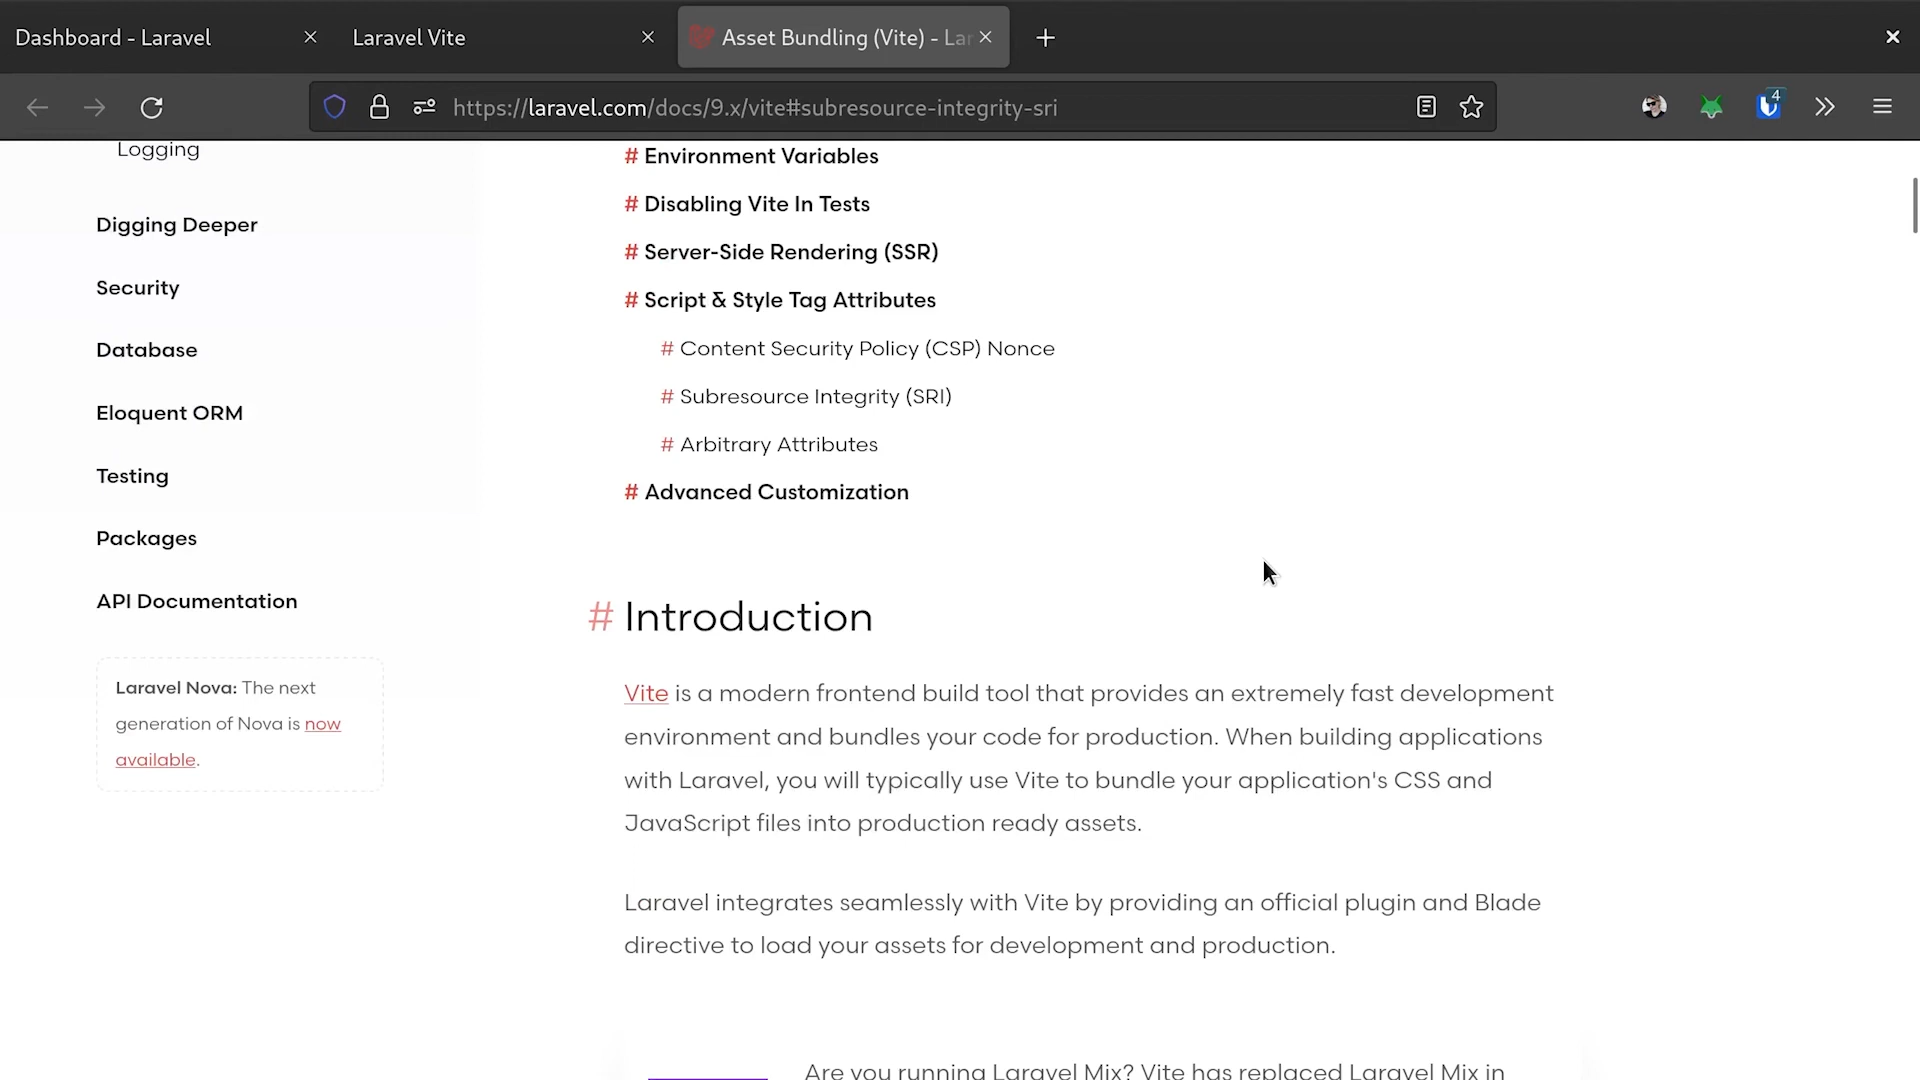 Dashboard - Laravel
Laravel Vite
Asset Bundling (Vite) - Lar
https://laravel.com/docs/9.x/vite#subresource-integrity-sri
4
Logging
Digging Deeper
Security
Database
Eloquent ORM
Testing
Packages
API Documentation
Laravel Nova: The next
generation of Nova is now
available.
# Environment Variables
# Disabling Vite In Tests
# Server-Side Rendering (SSR)
# Script & Style Tag Attributes
# Content Security Policy (CSP) Nonce
# Subresource Integrity (SRI)
# Arbitrary Attributes
# Advanced Customization
# Introduction
Vite is a modern frontend build tool that provides an extremely fast development
environment and bundles your code for production. When building applications
with Laravel, you will typically use Vite to bundle your application's CSS and
JavaScript files into production ready assets.
Laravel integrates seamlessly with Vite by providing an official plugin and Blade
directive to load your assets for development and production.
Are you running Laravel Mix? Vite has replaced Laravel Mix in